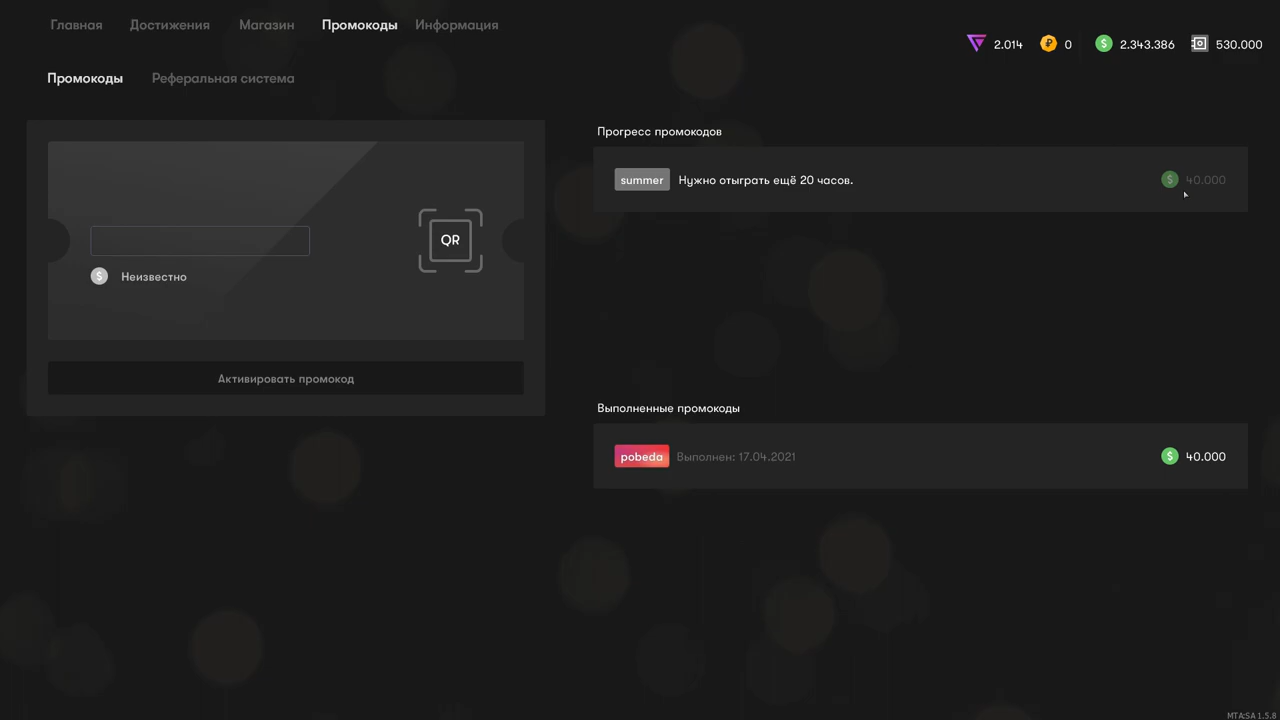 Главная Достижения Магазин Промокоды Информация
2.014 0 2.343.386 530.000
Промокоды Реферальная система
Прогресс промокодов
summer Нужно отыграть ещё 20 часов. $ 40.000
QR
$ Неизвестно
Активировать промокод
Выполненные промокоды
pobeda Выполнен: 17.04.2021 $ 40.000
MTA:SA 1.5.8